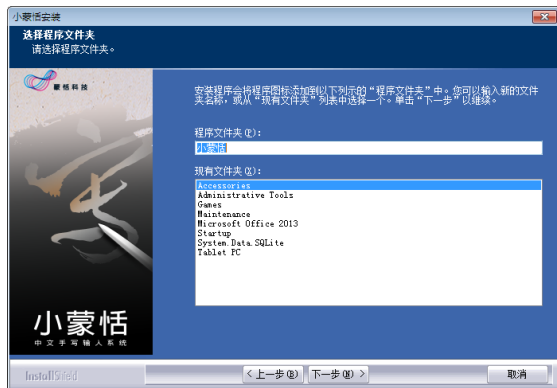 小蒙恬安装
选择程序文件夹
请选择程序文件夹。
蒙恬科技
安装程序会将程序图标添加到以下列示的“程序文件夹”中。您可以输入新的文件
夹名称，或从“现有文件夹”列表中选择一个。单击“下一步”以继续。
程序文件夹(P)：
小蒙恬
现有文件夹(X)：
Accessories
Administrative Tools
Games
Maintenance
Microsoft Office 2013
Startup
System.Data.SQLite
Tablet PC
小蒙恬
中文手写输入系统
InstallShield
<上一步(B) 下一步(N)> 取消